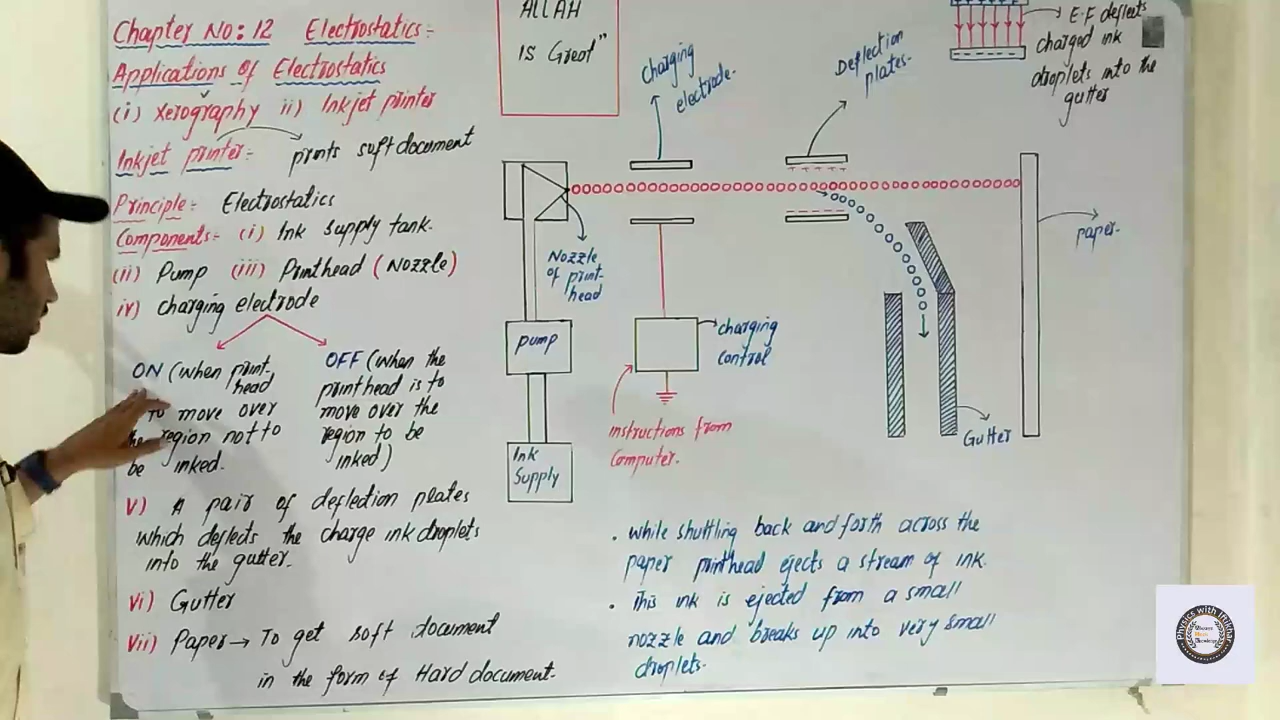 Chapter No: 12 Electrostatics:-
Applications of Electrostatics
(i) Xerography ii) Inkjet printer
Inkjet printer:- prints soft document
Principle:- Electrostatics
Components:- (i) Ink supply tank.
(ii) Pump (iii) Printhead (Nozzle)
iv) charging electrode
ON (when print-
head
to move over
the region not to
be inked.
OFF (when the
printhead is to
move over the
region to be
inked)
v) A pair of deflection plates
which deflects the charge ink droplets
into the gutter.
vi) Gutter
vii) Paper → To get soft document
in the form of Hard document.
ALLAH
is Great"
charging
electrode.
Deflection
plates.
E.F deflects
charged ink
droplets into the
gutter
Nozzle
of print-
head
pump
Ink
Supply
charging
control
instructions from
Computer.
Gutter
paper.
. while shuttling back and forth across the
paper printhead ejects a stream of ink.
. This ink is ejected from a small
nozzle and breaks up into very small
droplets.
Physics with Intimar